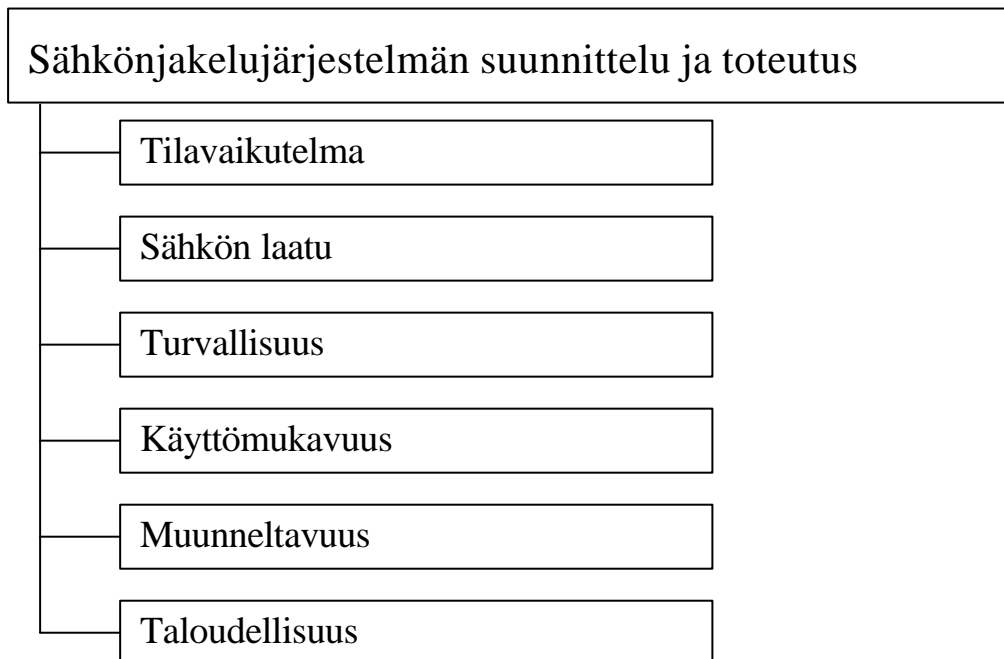 Sähkönjakelujärjestelmän suunnittelu ja toteutus
Tilavaikutelma
Sähkön laatu
Turvallisuus
Käyttömukavuus
Muunneltavuus
Taloudellisuus